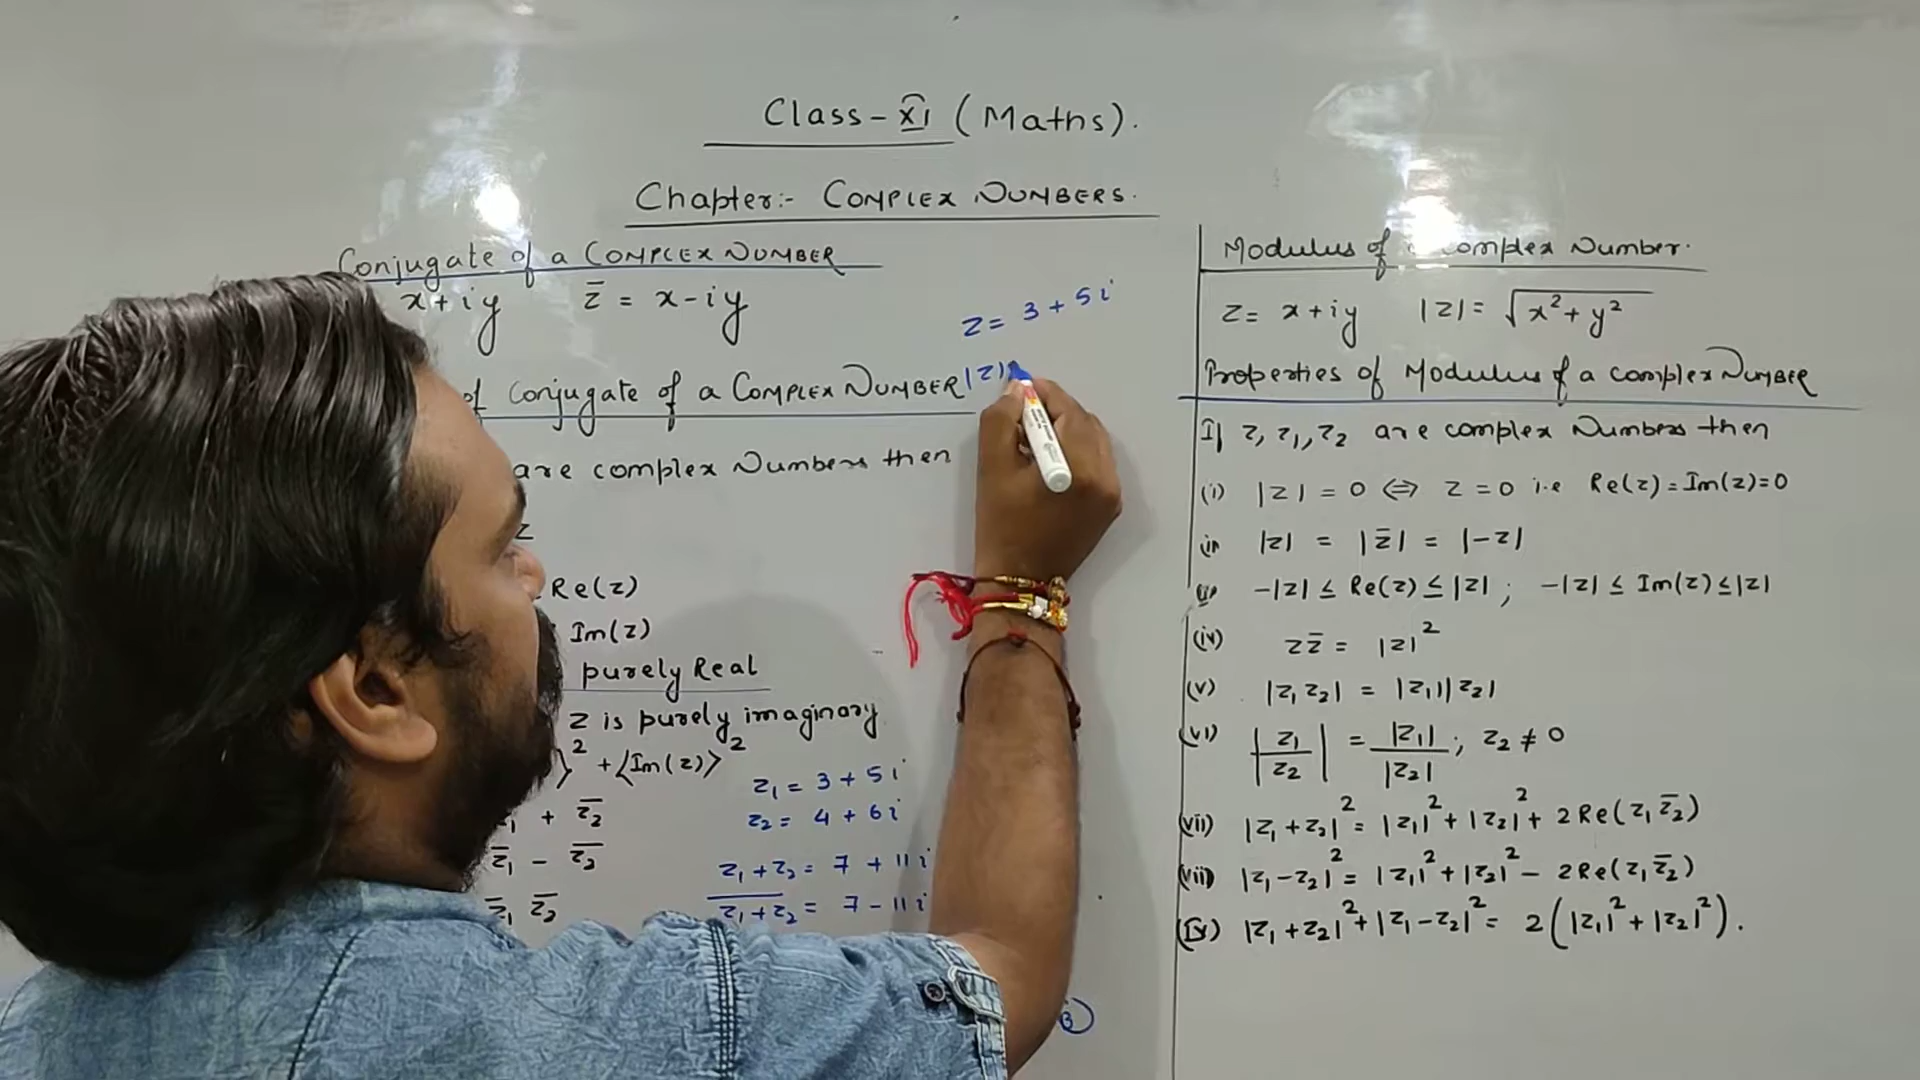 Class-XI (Maths).
Chapter:- COMPLEX NUMBERS.
Conjugate of a COMPLEX NUMBER
x+iy z̄ = x-iy
of Conjugate of a COMPLEX NUMBER
are complex Numbers then
z
Re(z)
Im(z)
purely Real
z is purely imaginary
}² + {Im(z)}²
z̄₁ + z̄₂
z̄₁ - z̄₂
z̄₁ z̄₂
z = 3 + 5i
|z|
z₁ = 3 + 5i
z₂ = 4 + 6i
z₁ + z₂ = 7 + 11i
\overline{z₁ + z₂} = 7 - 11i
Modulus of a Complex Number.
z = x+iy |z| = √(x² + y²)
Properties of Modulus of a complex NUMBER
If z, z₁, z₂ are complex Numbers then
(i) |z| = 0 ⇔ z = 0 i.e Re(z) = Im(z) = 0
(ii) |z| = |z̄| = |-z|
(iii) -|z| ≤ Re(z) ≤ |z| ; -|z| ≤ Im(z) ≤ |z|
(iv) z z̄ = |z|²
(v) |z₁ z₂| = |z₁| |z₂|
(vi) |z₁/z₂| = |z₁|/|z₂| ; z₂ ≠ 0
(vii) |z₁ + z₂|² = |z₁|² + |z₂|² + 2Re(z₁ z̄₂)
(viii) |z₁ - z₂|² = |z₁|² + |z₂|² - 2Re(z₁ z̄₂)
(ix) |z₁ + z₂|² + |z₁ - z₂|² = 2(|z₁|² + |z₂|²).